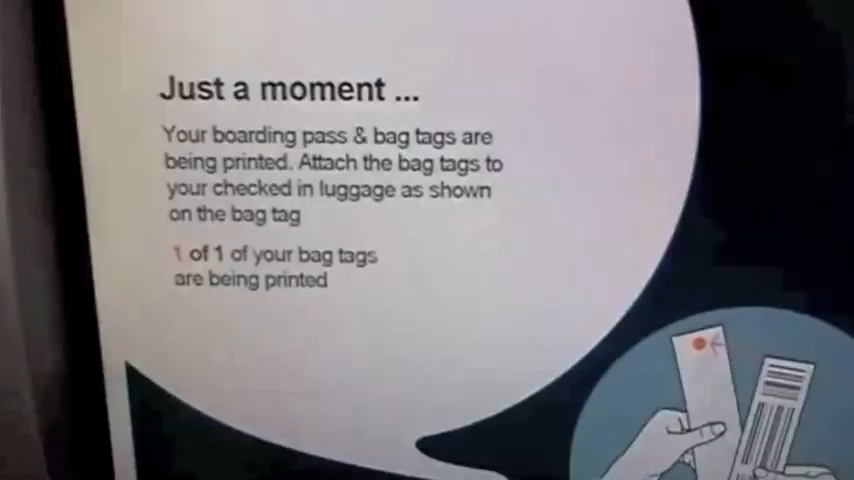 Just a moment ...
Your boarding pass & bag tags are
being printed. Attach the bag tags to
your checked in luggage as shown
on the bag tag
1 of 1 of your bag tags
are being printed